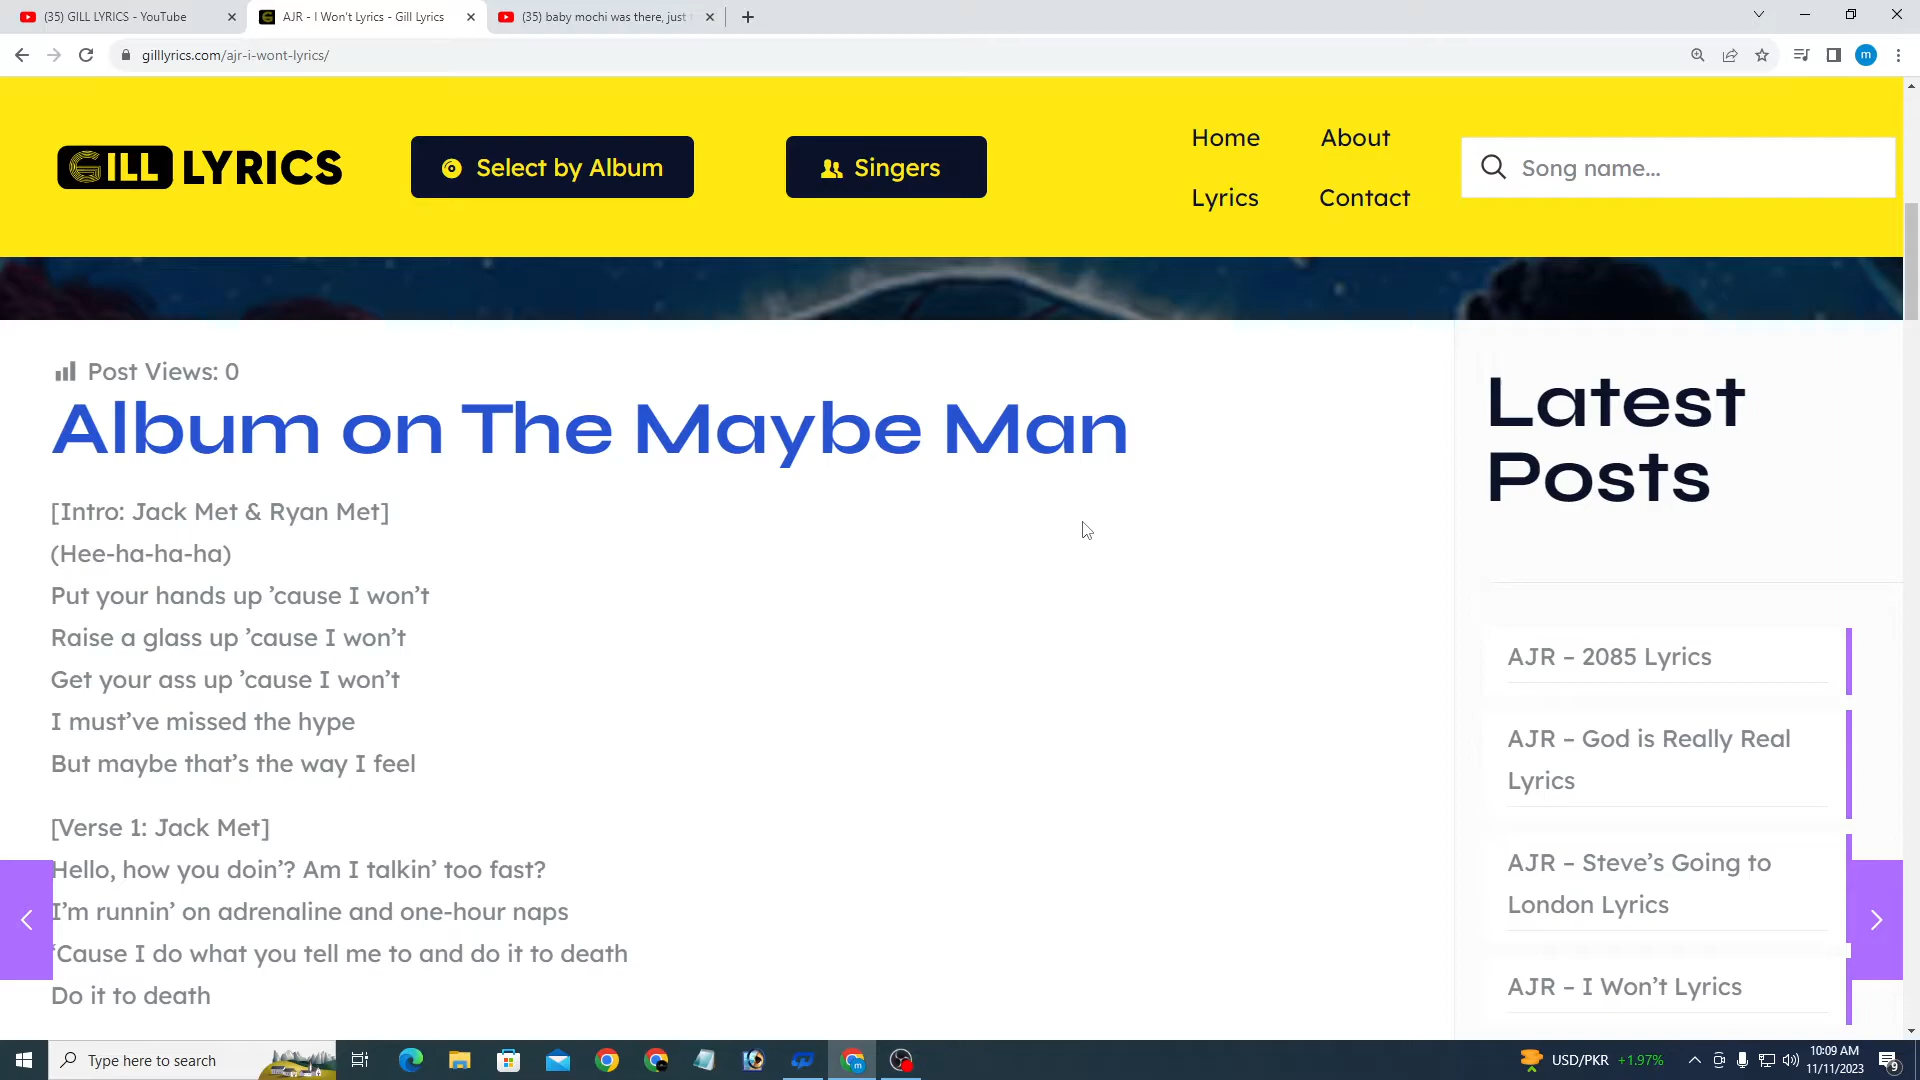 (35) GILL LYRICS - YouTube
AJR - I Won't Lyrics - Gill Lyrics
(35) baby mochi was there, just
gilllyrics.com/ajr-i-wont-lyrics/
m
GILL LYRICS
Select by Album
Singers
Home
About
Lyrics
Contact
Song name...
Post Views: 0
Album on The Maybe Man
[Intro: Jack Met & Ryan Met]
(Hee-ha-ha-ha)
Put your hands up ’cause I won’t
Raise a glass up ’cause I won’t
Get your ass up ’cause I won’t
I must’ve missed the hype
But maybe that’s the way I feel
[Verse 1: Jack Met]
Hello, how you doin’? Am I talkin’ too fast?
I’m runnin’ on adrenaline and one-hour naps
‘Cause I do what you tell me to and do it to death
Do it to death
Latest
Posts
AJR – 2085 Lyrics
AJR – God is Really Real
Lyrics
AJR – Steve’s Going to
London Lyrics
AJR – I Won’t Lyrics
Type here to search
m
USD/PKR +1.97%
10:09 AM
11/11/2023
9